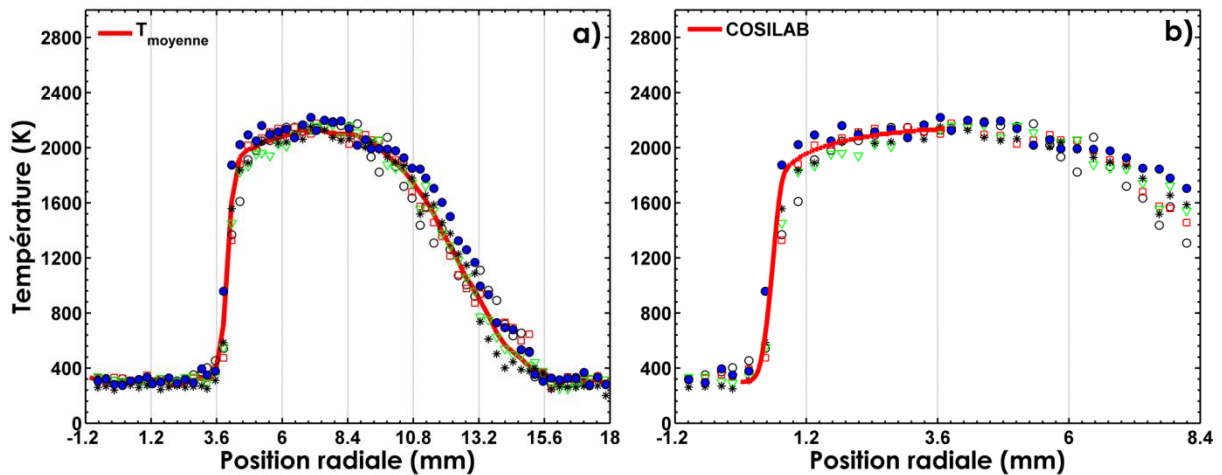 T moyenne
a)
2800
2400
2000
1600
1200
800
400
0
-1.2 1.2 3.6 6 8.4 10.8 13.2 15.6 18
Position radiale (mm)
Température (K)
COSILAB
b)
2800
2400
2000
1600
1200
800
400
0
-1.2 1.2 3.6 6 8.4
Position radiale (mm)